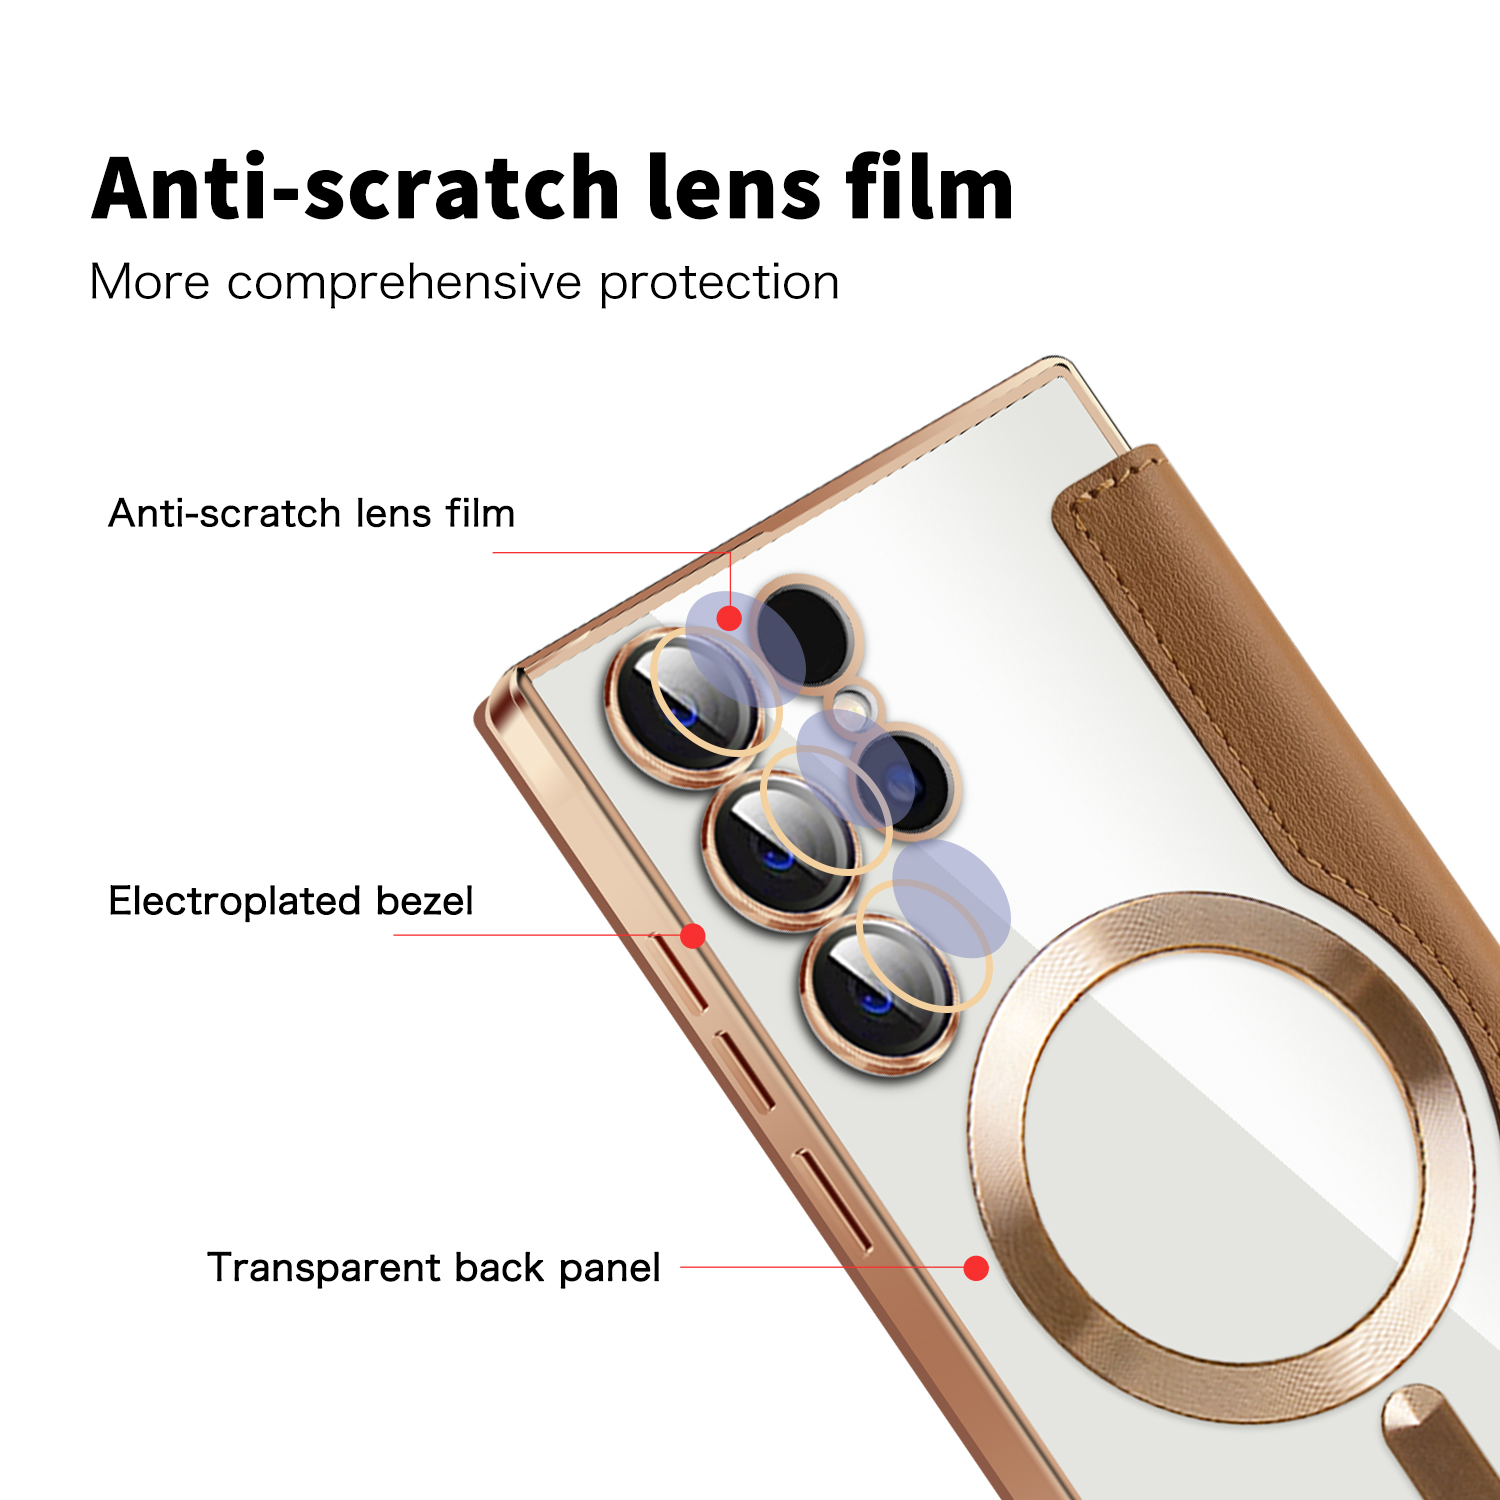 Anti-scratch lens film
More comprehensive protection
Anti-scratch lens film
Electroplated bezel
Transparent back panel